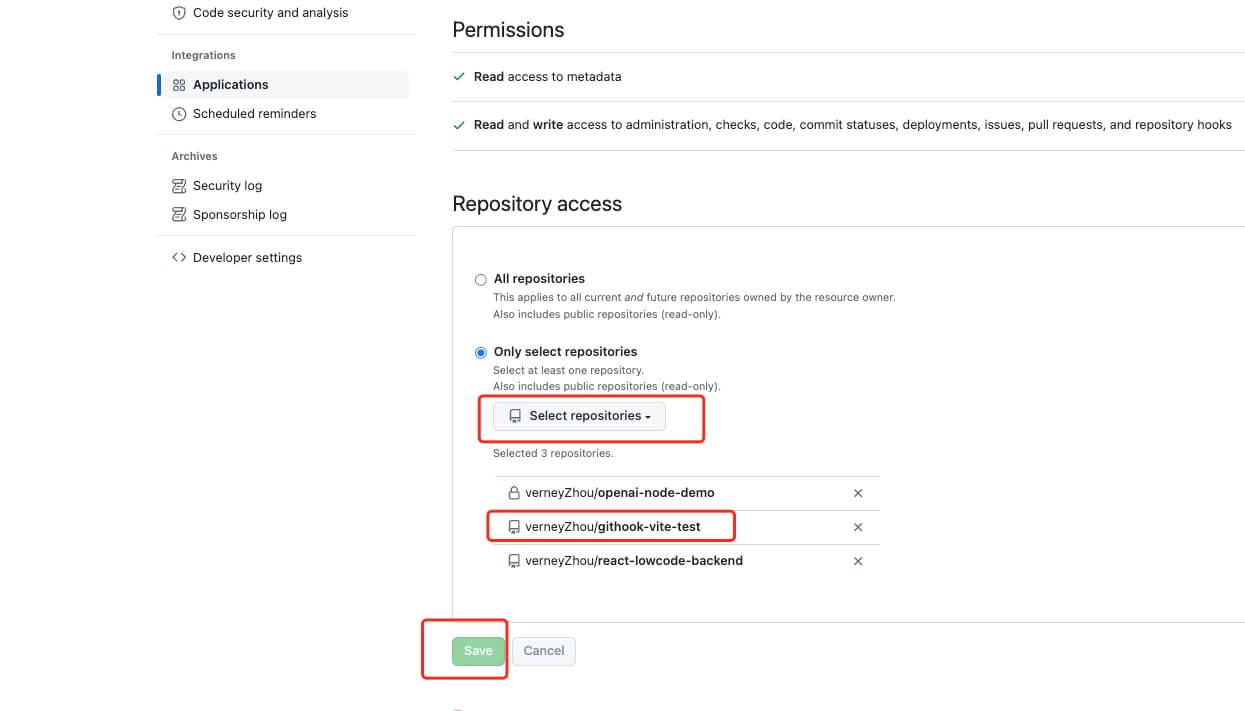 Code security and analysis
Integrations
Applications
Scheduled reminders
Archives
Security log
Sponsorship log
Developer settings
Permissions
Read access to metadata
Read and write access to administration, checks, code, commit statuses, deployments, issues, pull requests, and repository hooks
Repository access
All repositories
This applies to all current and future repositories owned by the resource owner.
Also includes public repositories (read-only).
Only select repositories
Select at least one repository.
Also includes public repositories (read-only).
Select repositories
Selected 3 repositories.
verneyZhou/openai-node-demo
verneyZhou/githook-vite-test
verneyZhou/react-lowcode-backend
Save Cancel